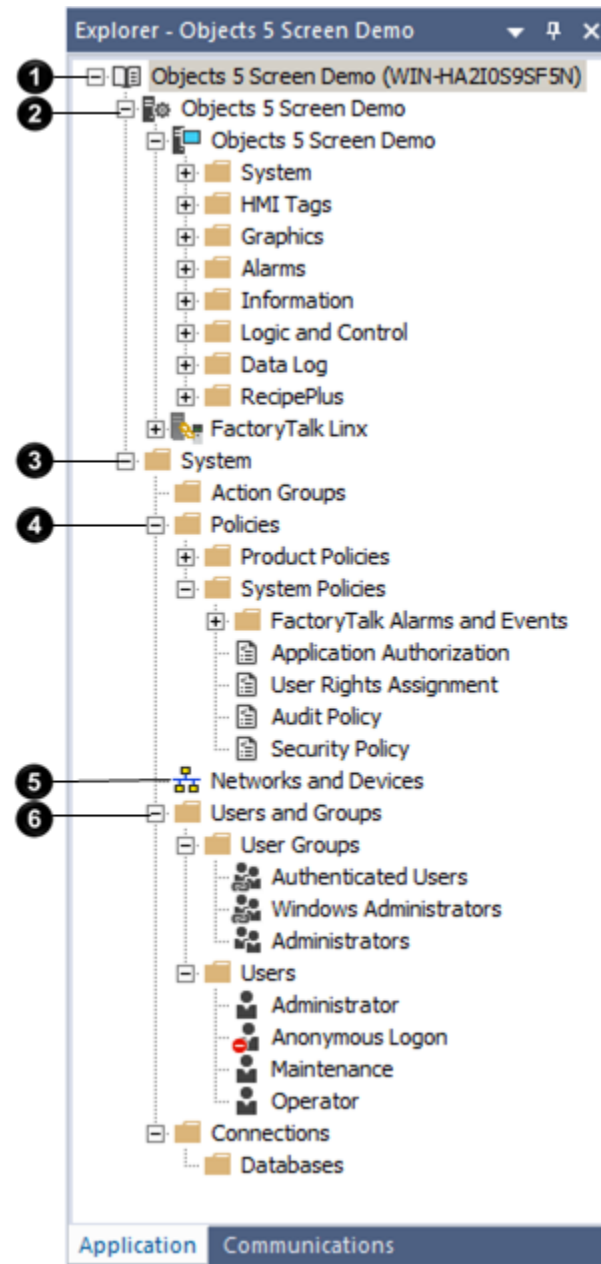 Explorer - Objects 5 Screen Demo
1 Objects 5 Screen Demo (WIN-HA2I0S9SF5N)
2 Objects 5 Screen Demo
Objects 5 Screen Demo
System
HMI Tags
Graphics
Alarms
Information
Logic and Control
Data Log
RecipePlus
FactoryTalk Linx
3 System
Action Groups
4 Policies
Product Policies
System Policies
FactoryTalk Alarms and Events
Application Authorization
User Rights Assignment
Audit Policy
Security Policy
5 Networks and Devices
6 Users and Groups
User Groups
Authenticated Users
Windows Administrators
Administrators
Users
Administrator
Anonymous Logon
Maintenance
Operator
Connections
Databases
Application Communications